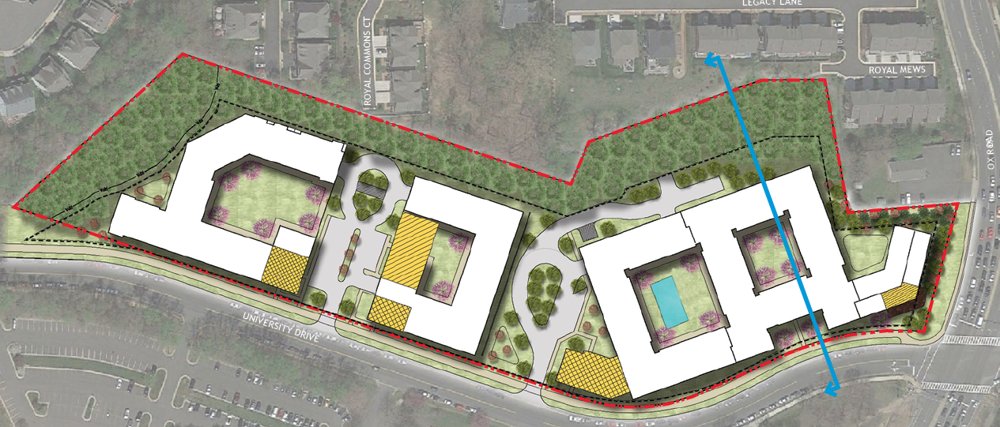 LEGACY LANE
ROYAL COMMONS CT
ROYAL MEWS
OX ROAD
UNIVERSITY DRIVE